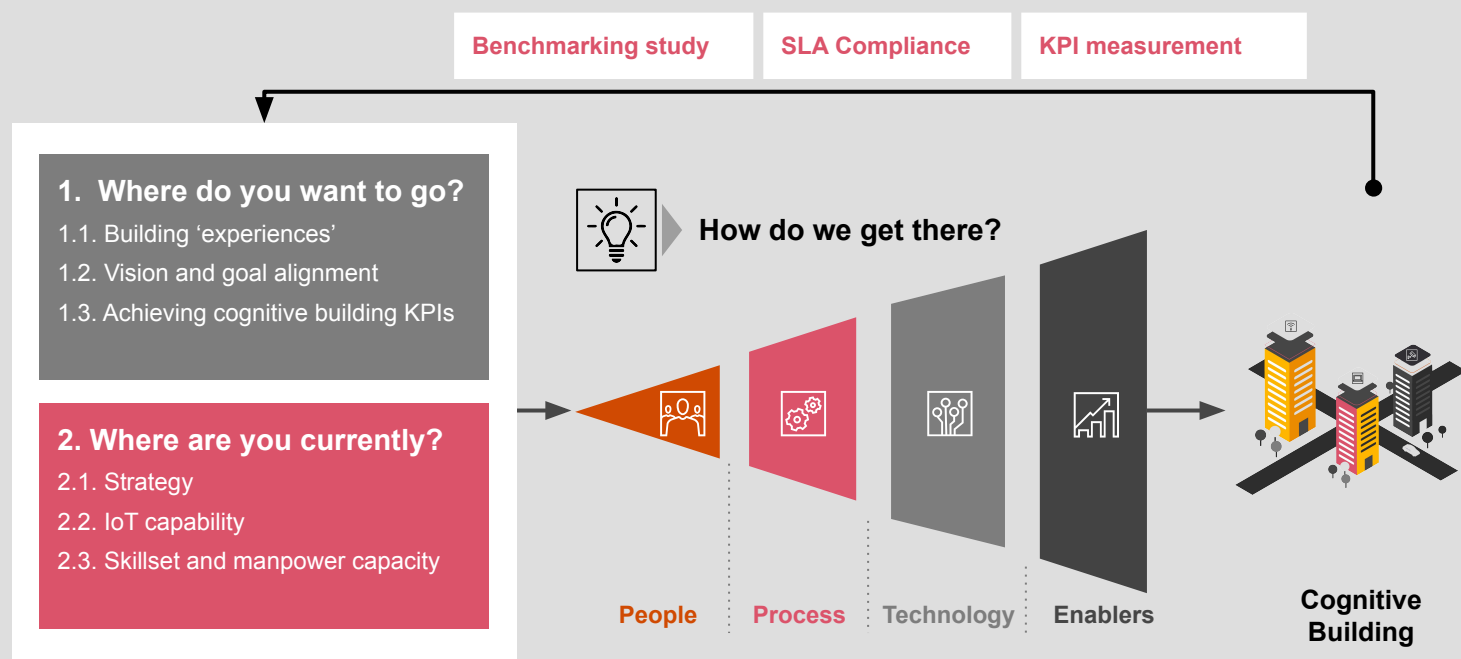 Benchmarking study
SLA Compliance
KPI measurement
1. Where do you want to go?
1.1. Building ‘experiences’
1.2. Vision and goal alignment
1.3. Achieving cognitive building KPIs
2. Where are you currently?
2.1. Strategy
2.2. IoT capability
2.3. Skillset and manpower capacity
How do we get there?
People
Process
Technology
Enablers
Cognitive
Building